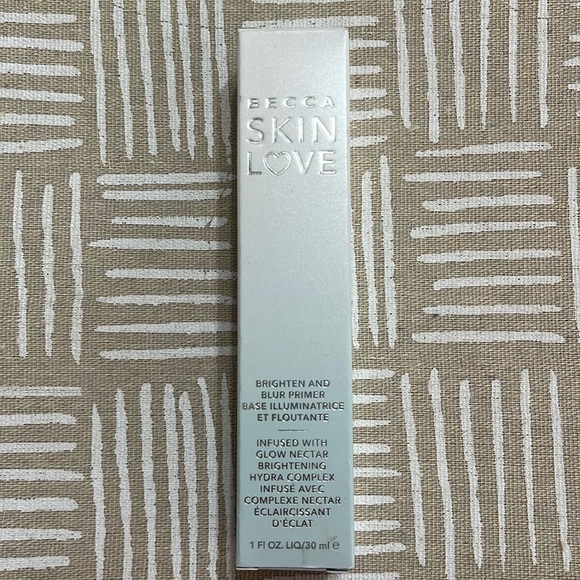 BECCA
SKIN
LOVE
BRIGHTEN AND
BLUR PRIMER
BASE ILLUMINATRICE
ET FLOUTANTE
INFUSED WITH
GLOW NECTAR
BRIGHTENING
HYDRA COMPLEX
INFUSÉ AVEC
COMPLEXE NECTAR
ÉCLAIRCISSANT
D'ÉCLAT
1 Fl OZ. LIQ/30 ml ℮